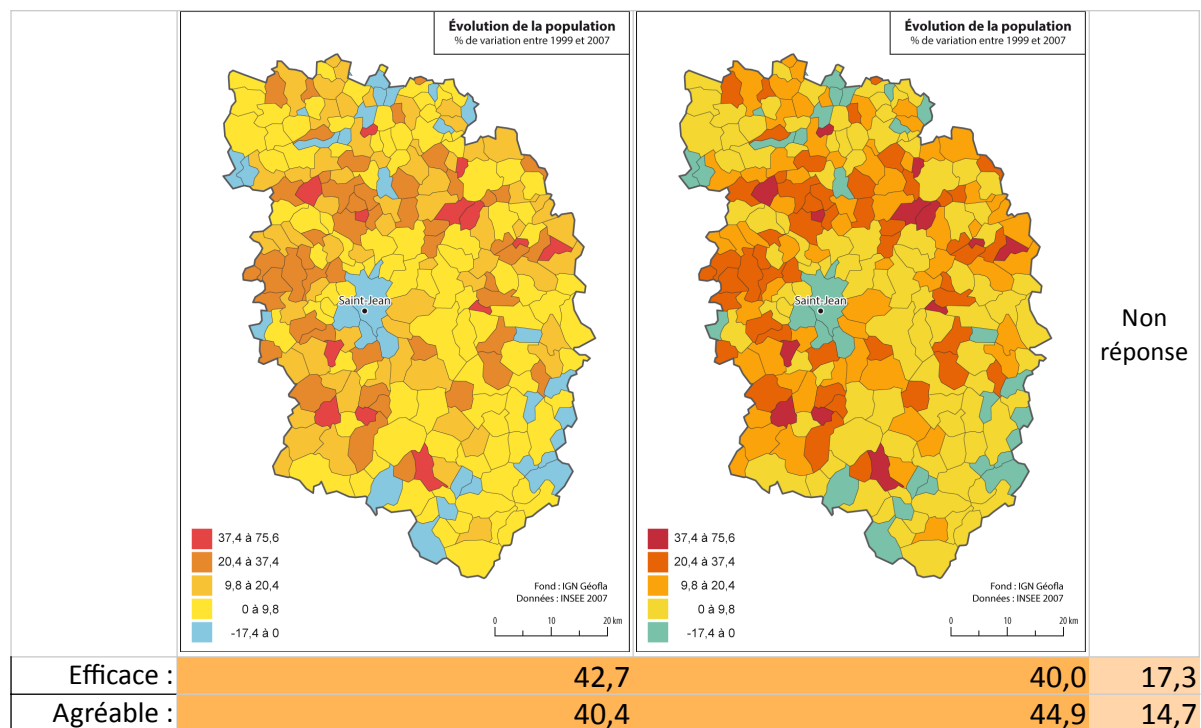 Évolution de la population
% de variation entre 1999 et 2007
Saint-Jean
37,4 à 75,6
20,4 à 37,4
9,8 à 20,4
0 à 9,8
-17,4 à 0
Fond : IGN Géofla
Données : INSEE 2007
0 10 20 km
Évolution de la population
% de variation entre 1999 et 2007
Saint-Jean
37,4 à 75,6
20,4 à 37,4
9,8 à 20,4
0 à 9,8
-17,4 à 0
Fond : IGN Géofla
Données : INSEE 2007
0 10 20 km
Non
réponse
Efficace : 42,7 40,0 17,3
Agréable : 40,4 44,9 14,7